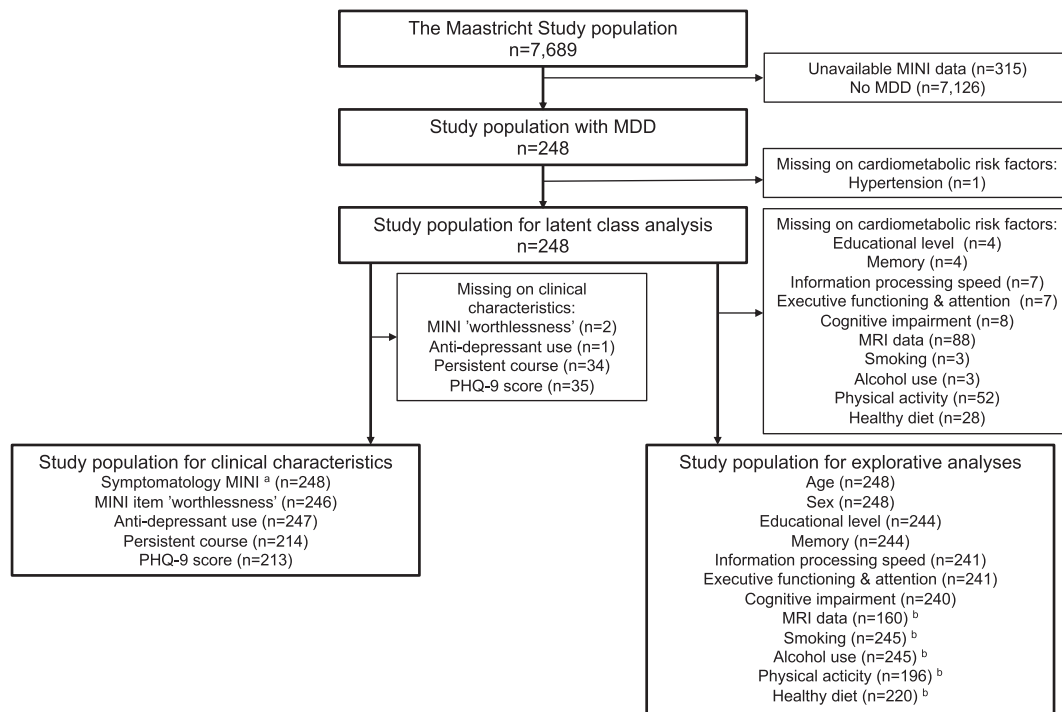 The Maastricht Study population
n=7,689
Unavailable MINI data (n=315)
No MDD (n=7,126)
Study population with MDD
n=248
Missing on cardiometabolic risk factors:
Hypertension (n=1)
Study population for latent class analysis
n=248
Missing on cardiometabolic risk factors:
Educational level (n=4)
Memory (n=4)
Information processing speed (n=7)
Executive functioning & attention (n=7)
Cognitive impairment (n=8)
MRI data (n=88)
Smoking (n=3)
Alcohol use (n=3)
Physical activity (n=52)
Healthy diet (n=28)
Missing on clinical
characteristics:
MINI 'worthlessness' (n=2)
Anti-depressant use (n=1)
Persistent course (n=34)
PHQ-9 score (n=35)
Study population for clinical characteristics
Symptomatology MINI a (n=248)
MINI item 'worthlessness' (n=246)
Anti-depressant use (n=247)
Persistent course (n=214)
PHQ-9 score (n=213)
Study population for explorative analyses
Age (n=248)
Sex (n=248)
Educational level (n=244)
Memory (n=244)
Information processing speed (n=241)
Executive functioning & attention (n=241)
Cognitive impairment (n=240)
MRI data (n=160) b
Smoking (n=245) b
Alcohol use (n=245) b
Physical acticity (n=196) b
Healthy diet (n=220) b